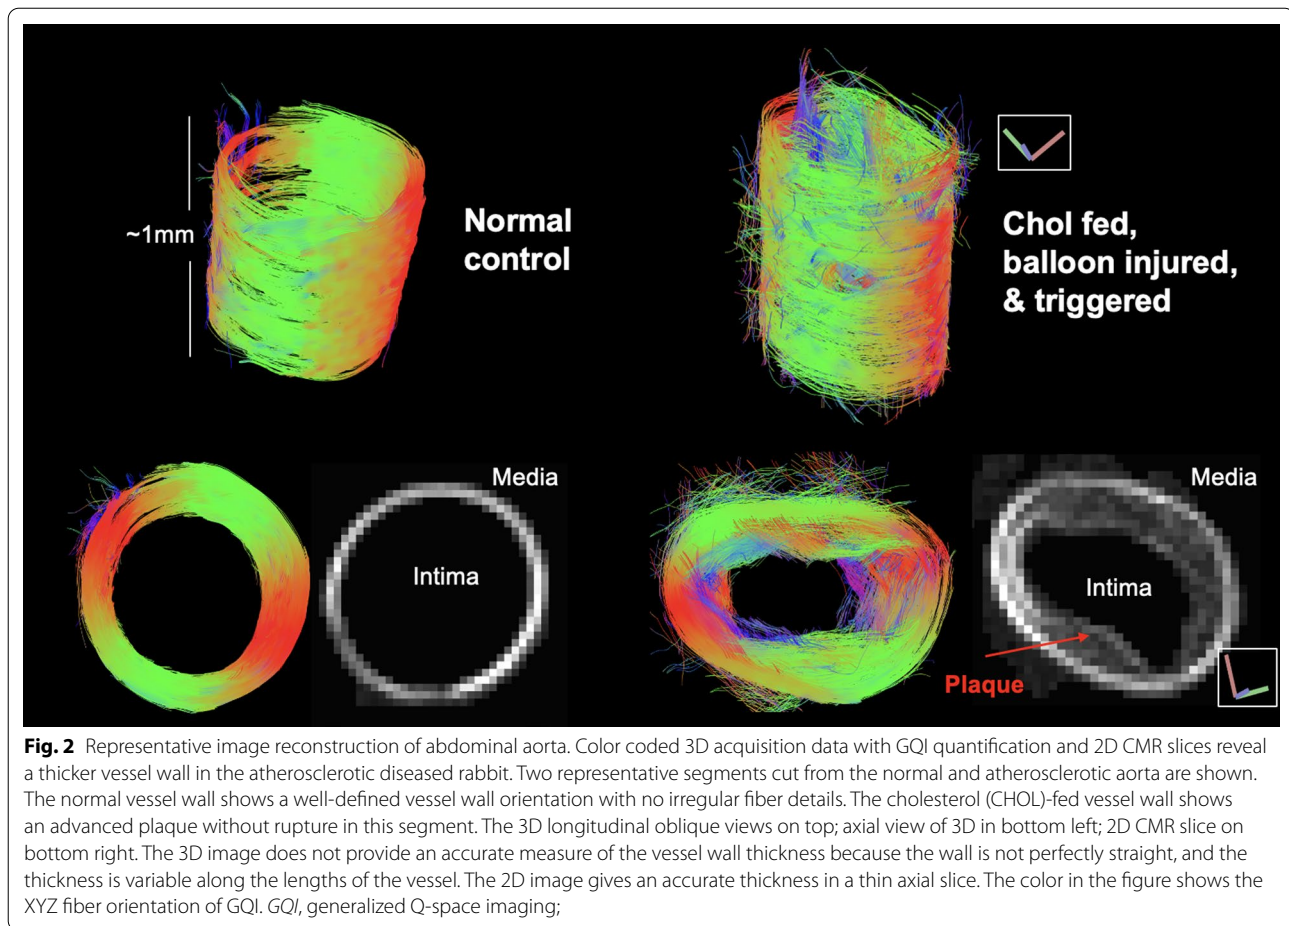 ~1mm
Normal
control
Chol fed,
balloon injured,
& triggered
Media
Intima
Media
Intima
Plaque
Fig. 2 Representative image reconstruction of abdominal aorta. Color coded 3D acquisition data with GQI quantification and 2D CMR slices reveal
a thicker vessel wall in the atherosclerotic diseased rabbit. Two representative segments cut from the normal and atherosclerotic aorta are shown.
The normal vessel wall shows a well-defined vessel wall orientation with no irregular fiber details. The cholesterol (CHOL)-fed vessel wall shows
an advanced plaque without rupture in this segment. The 3D longitudinal oblique views on top; axial view of 3D in bottom left; 2D CMR slice on
bottom right. The 3D image does not provide an accurate measure of the vessel wall thickness because the wall is not perfectly straight, and the
thickness is variable along the lengths of the vessel. The 2D image gives an accurate thickness in a thin axial slice. The color in the figure shows the
XYZ fiber orientation of GQI. GQI, generalized Q-space imaging;